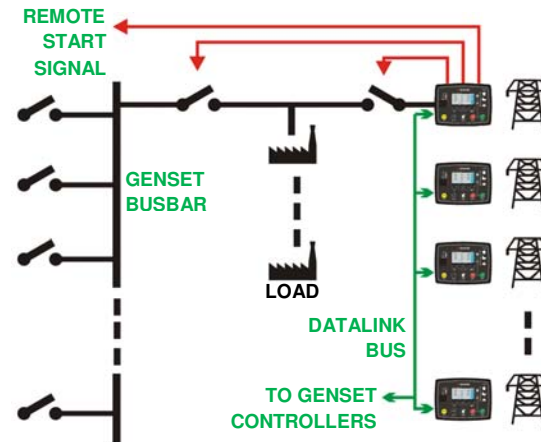 REMOTE
START
SIGNAL
GENSET
BUSBAR
LOAD
DATALINK
BUS
TO GENSET
CONTROLLERS